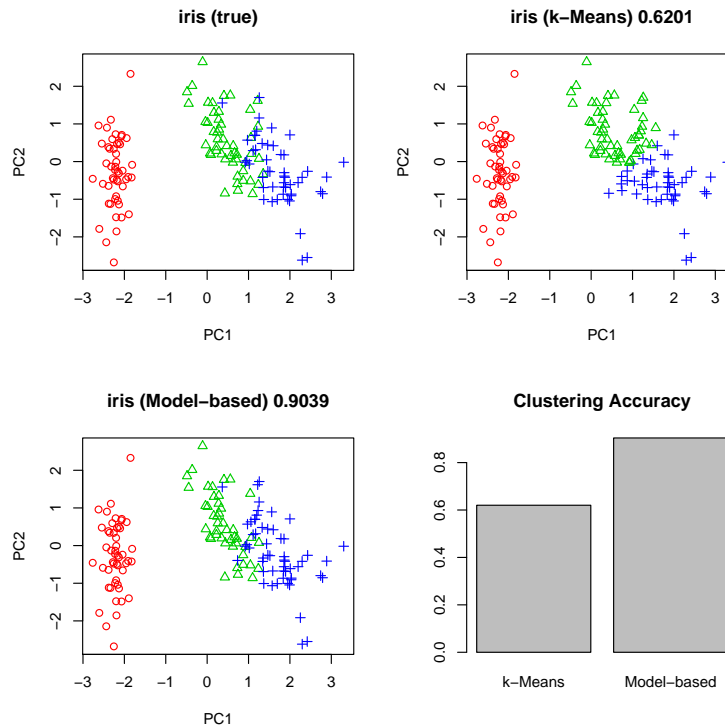 iris (true)
PC2
2
1
0
−1
−2
−3 −2 −1 0 1 2 3
PC1
iris (k−Means) 0.6201
PC2
2
1
0
−1
−2
−3 −2 −1 0 1 2 3
PC1
iris (Model−based) 0.9039
PC2
2
1
0
−1
−2
−3 −2 −1 0 1 2 3
PC1
Clustering Accuracy
0.8
0.6
0.4
0.2
0.0
k−Means Model−based